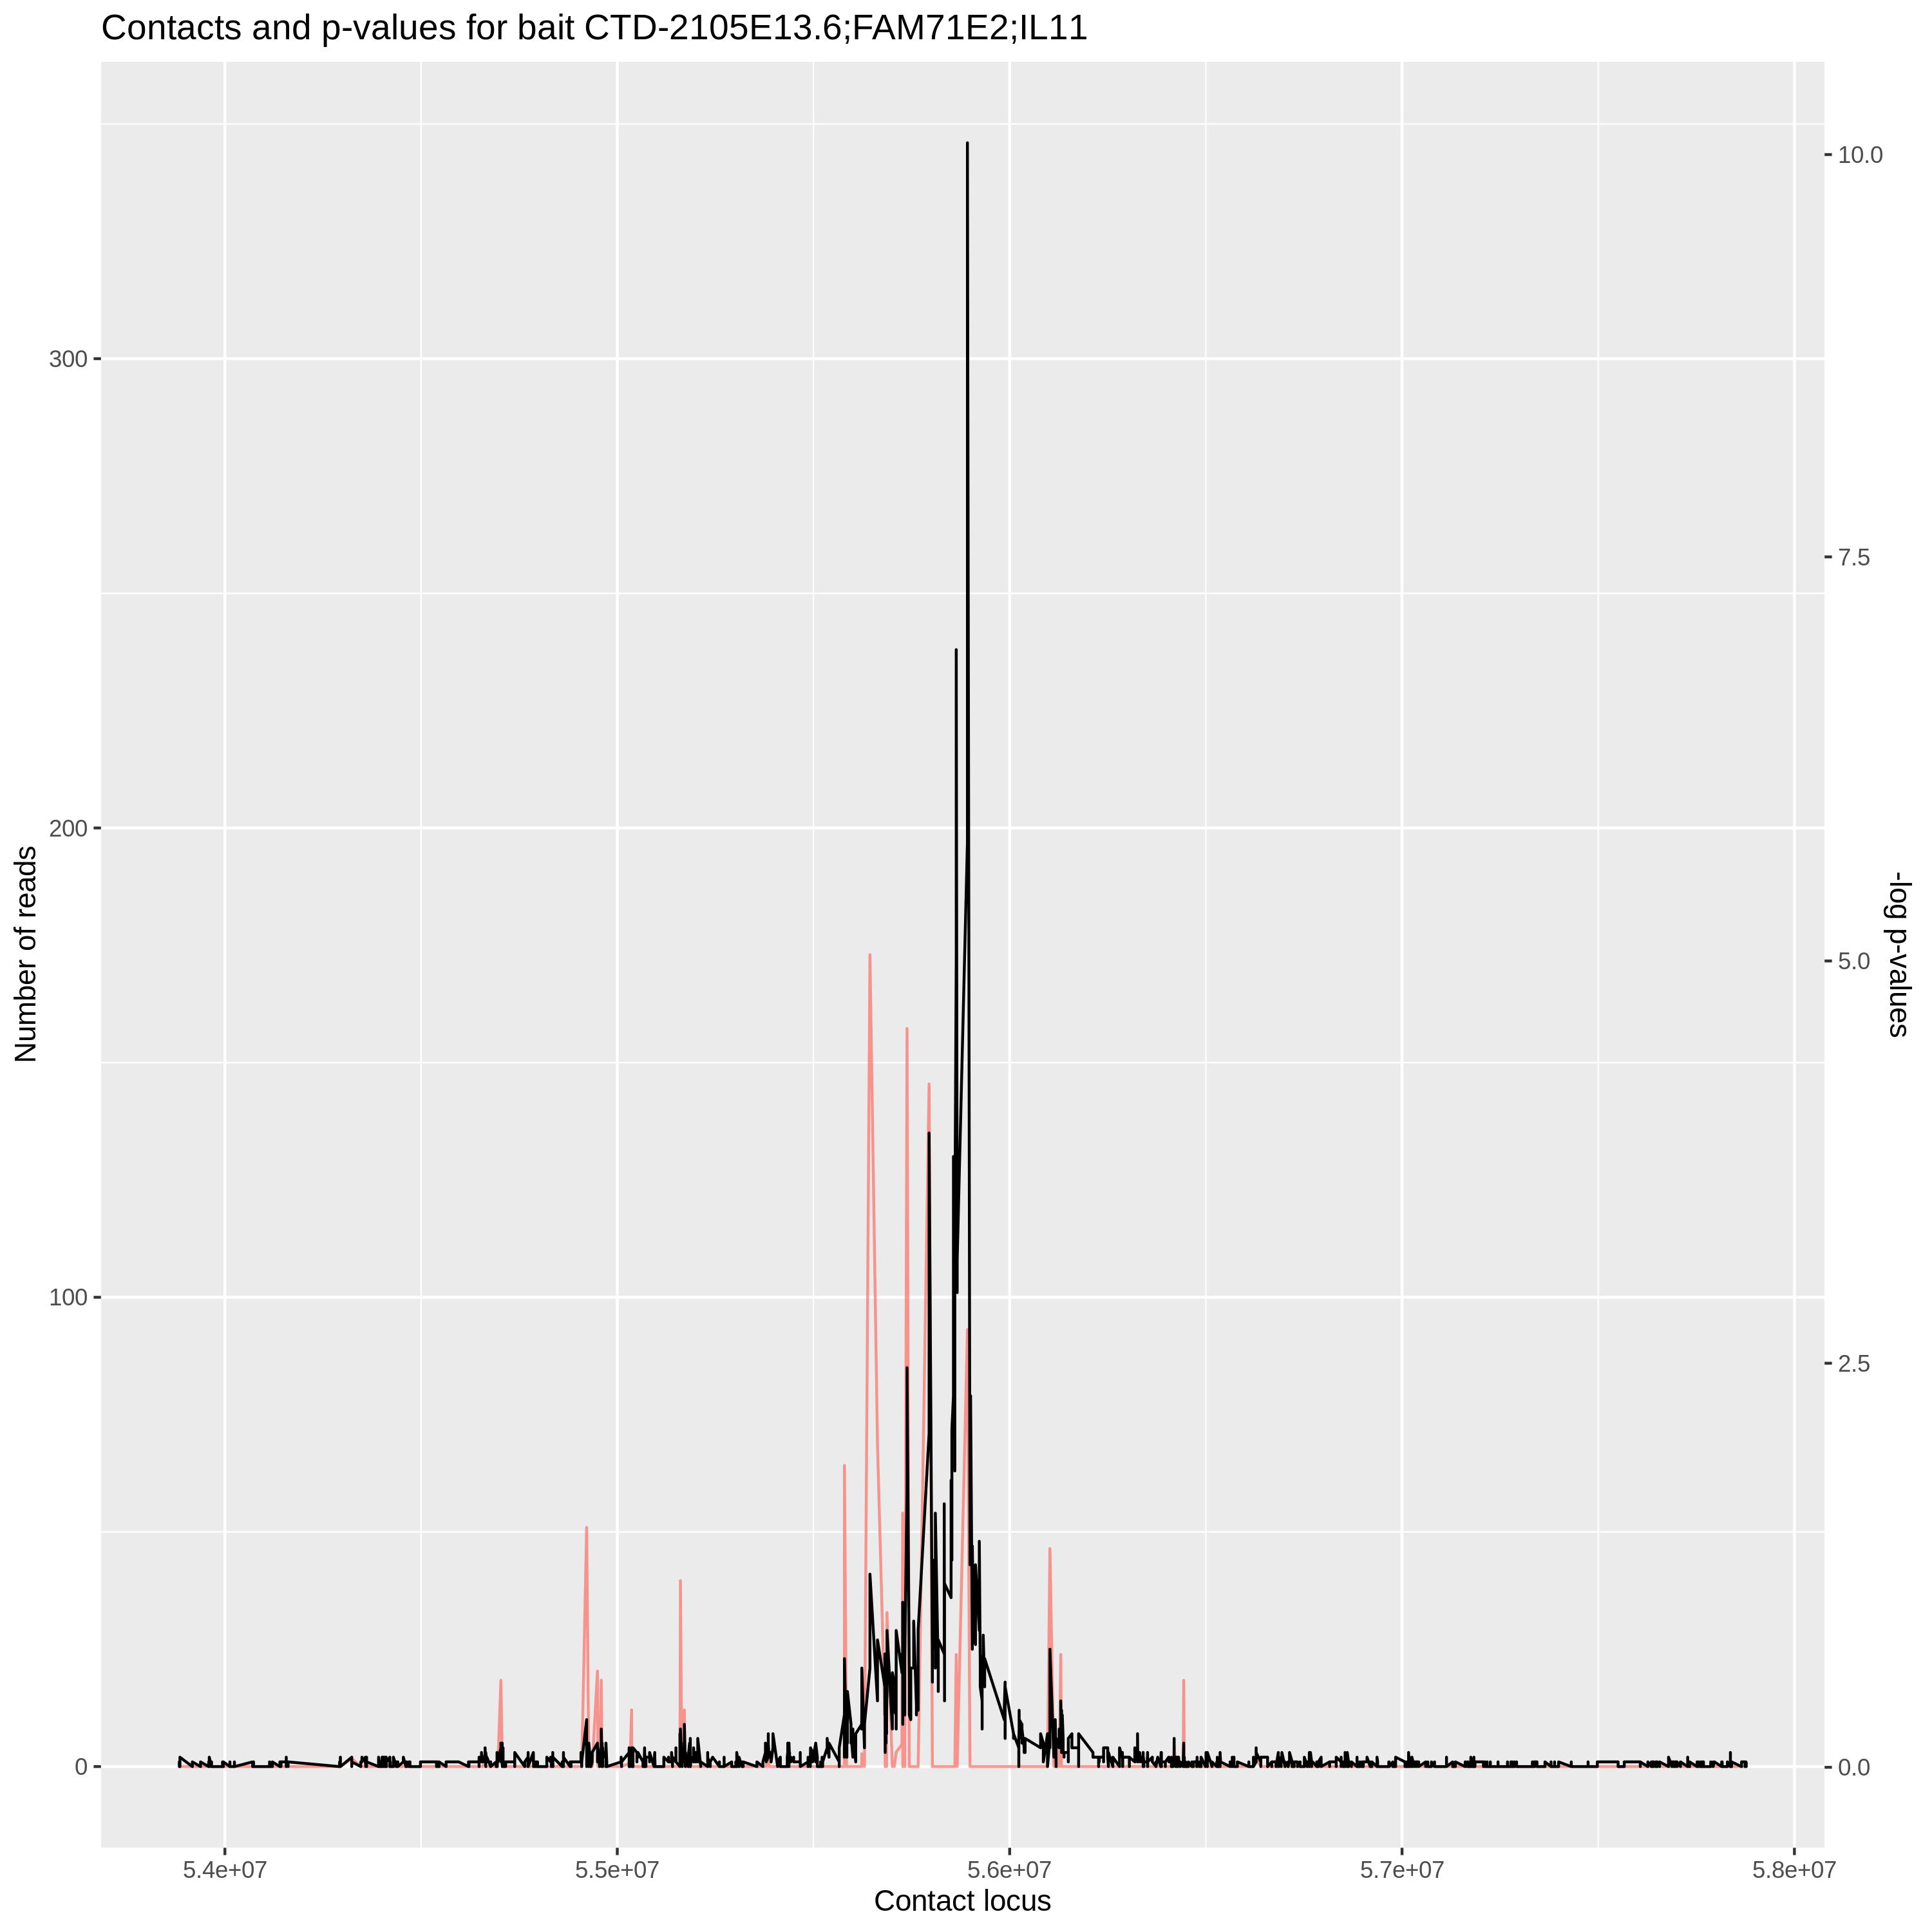 Contacts and p-values for bait CTD-2105E13.6;FAM71E2;IL11
Number of reads
300
200
100
0
10.0
7.5
5.0
2.5
0.0
-log p-values
5.4e+07
5.5e+07
5.6e+07
5.7e+07
5.8e+07
Contact locus